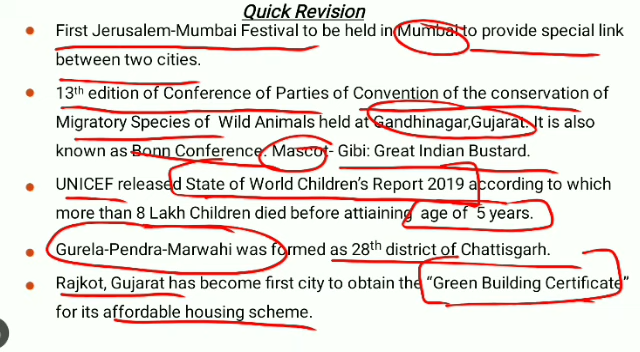 Quick Revision
First Jerusalem-Mumbai Festival to be held in Mumbai to provide special link
between two cities.
13th edition of Conference of Parties of Convention of the conservation of
Migratory Species of Wild Animals held at Gandhinagar,Gujarat. It is also
known as Bonn Conference. Mascot- Gibi: Great Indian Bustard.
UNICEF released State of World Children's Report 2019 according to which
more than 8 Lakh Children died before attiaining age of 5 years.
Gurela-Pendra-Marwahi was formed as 28th district of Chattisgarh.
Rajkot, Gujarat has become first city to obtain the "Green Building Certificate"
for its affordable housing scheme.